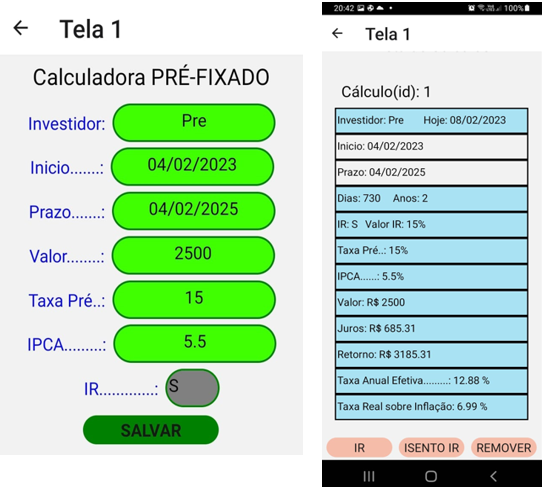 Tela 1
Calculadora PRÉ-FIXADO
Investidor: Pre
Inicio.......: 04/02/2023
Prazo.......: 04/02/2025
Valor........: 2500
Taxa Pré..: 15
IPCA.........: 5.5
IR.............: S
SALVAR
20:42 100%
Tela 1
Cálculo(id): 1
Investidor: Pre Hoje: 08/02/2023
Inicio: 04/02/2023
Prazo: 04/02/2025
Dias: 730 Anos: 2
IR: S Valor IR: 15%
Taxa Pré..: 15%
IPCA......: 5.5%
Valor: R$ 2500
Juros: R$ 685.31
Retorno: R$ 3185.31
Taxa Anual Efetiva.........: 12.88 %
Taxa Real sobre Inflação: 6.99 %
IR ISENTO IR REMOVER